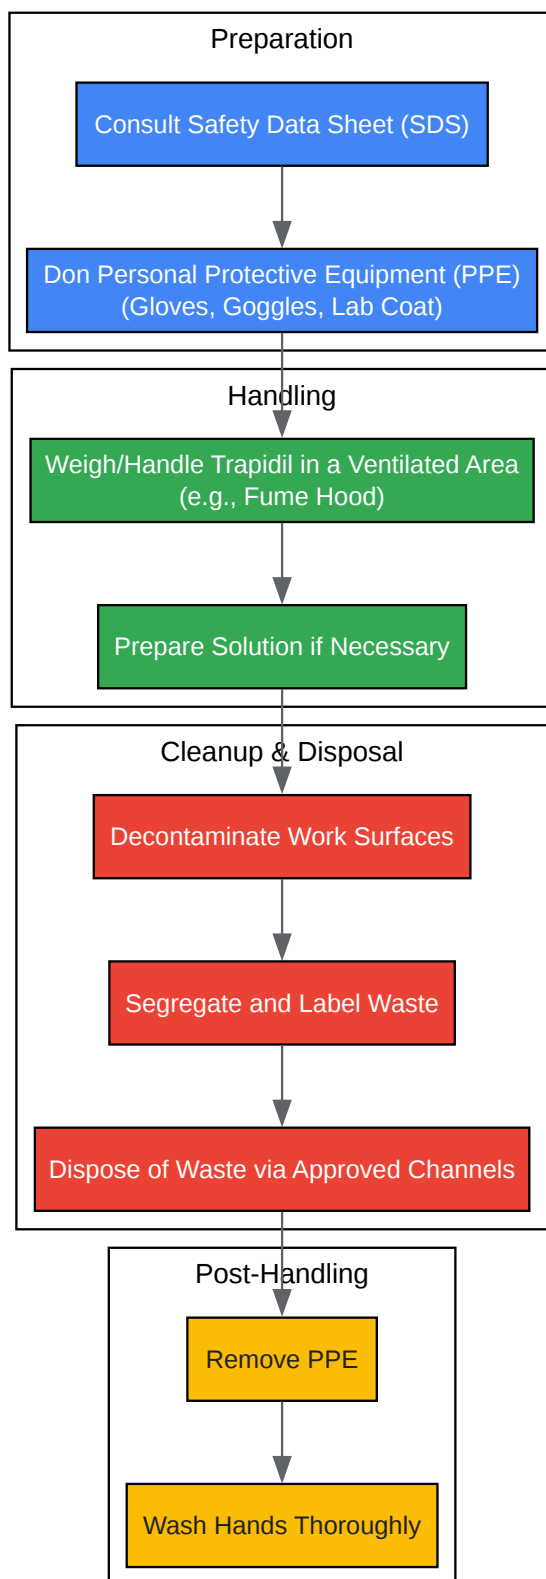 Preparation
Consult Safety Data Sheet (SDS)
Don Personal Protective Equipment (PPE)
(Gloves, Goggles, Lab Coat)
Handling
Weigh/Handle Trapidil in a Ventilated Area
(e.g., Fume Hood)
Prepare Solution if Necessary
Cleanup & Disposal
Decontaminate Work Surfaces
Segregate and Label Waste
Dispose of Waste via Approved Channels
Post-Handling
Remove PPE
Wash Hands Thoroughly